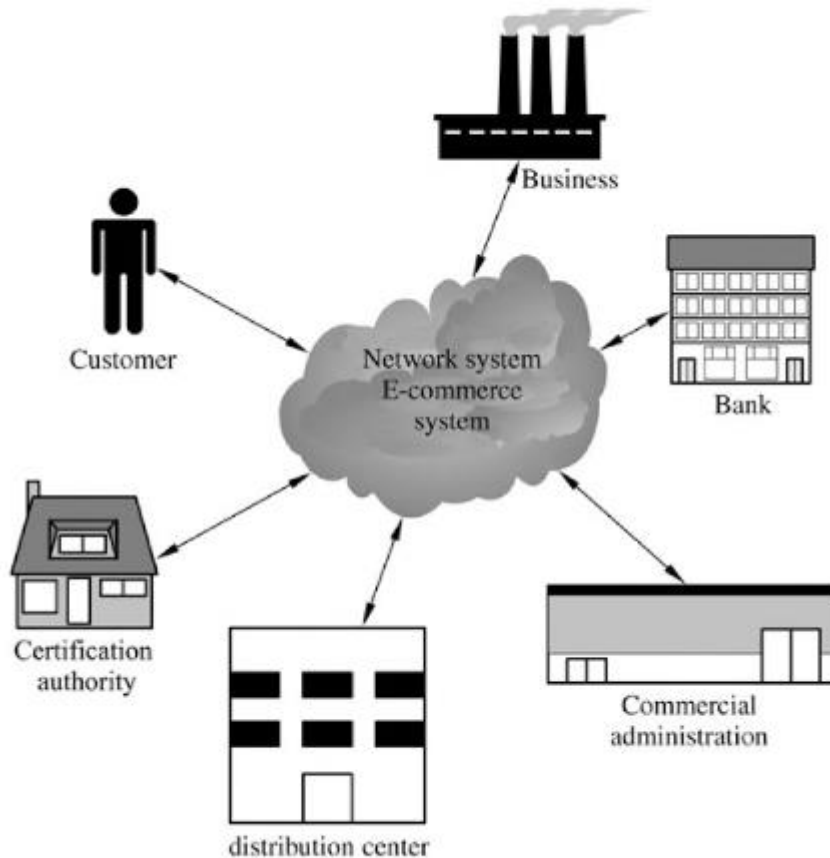 Business
Customer
Network system
E-commerce
system
Bank
Certification
authority
Commercial
administration
distribution center